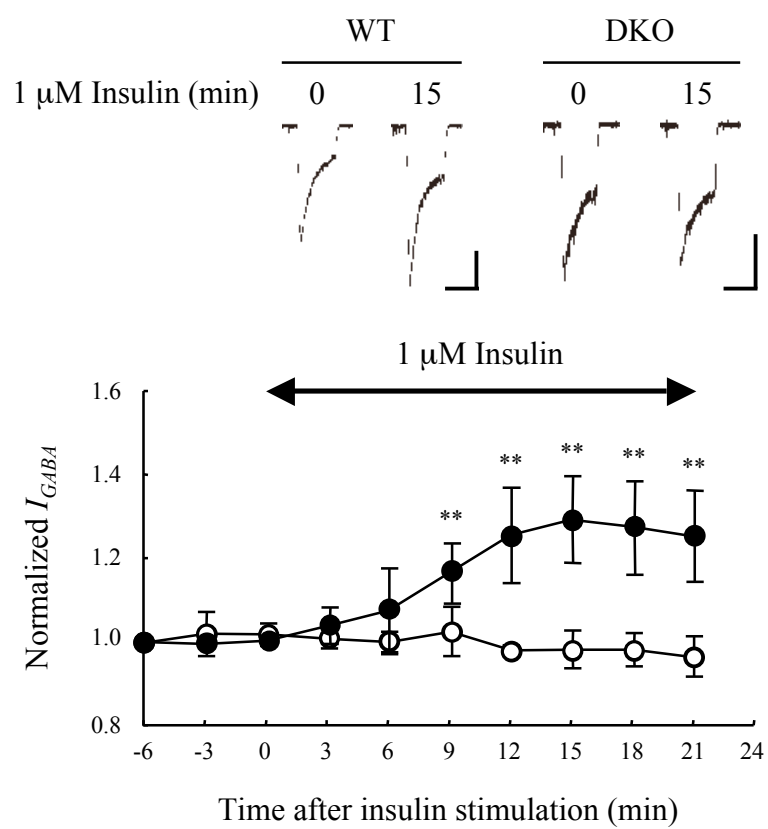 WT DKO
1 μM Insulin (min) 0 15 0 15
1 μM Insulin
1.6
1.4
1.2
1.0
0.8
Normalized I_GABA
** ** ** ** **
-6 -3 0 3 6 9 12 15 18 21 24
Time after insulin stimulation (min)